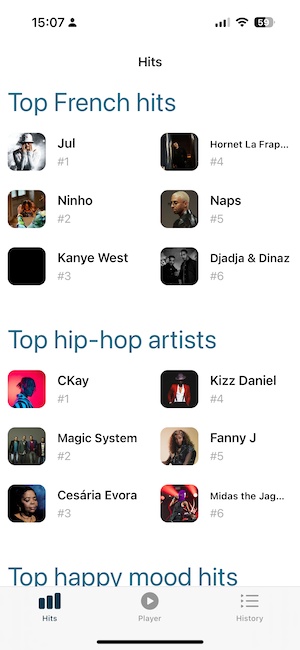 15:07
59
Hits
Top French hits
Jul
#1
Hornet La Frap...
#4
Ninho
#2
Naps
#5
Kanye West
#3
Djadja & Dinaz
#6
Top hip-hop artists
CKay
#1
Kizz Daniel
#4
Magic System
#2
Fanny J
#5
Cesária Evora
#3
Midas the Jag...
#6
Top happy mood hits
Hits
Player
History